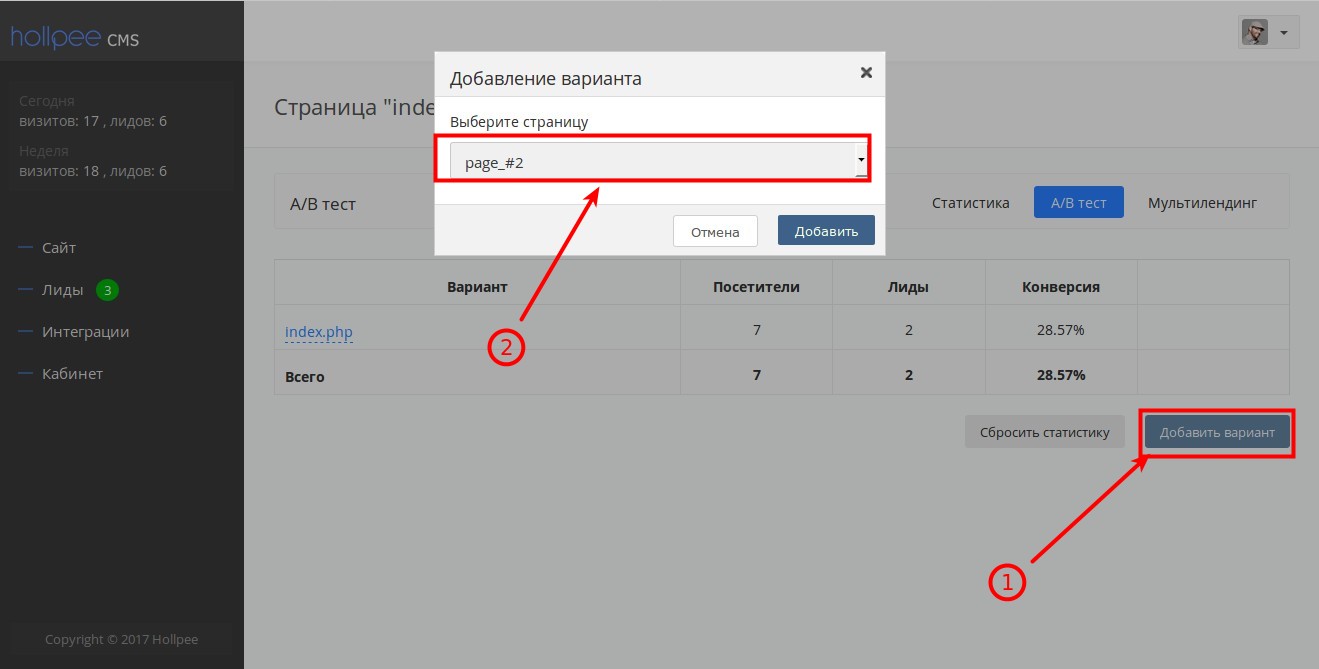 hollpee CMS
Сегодня
визитов: 17 , лидов: 6
Неделя
визитов: 18 , лидов: 6
Сайт
Лиды 3
Интеграции
Кабинет
Copyright © 2017 Hollpee
Страница "inde
Добавление варианта
Выберите страницу
page_#2
Отмена Добавить
A/B тест
Статистика A/B тест Мультилендинг
Вариант Посетители Лиды Конверсия
index.php 7 2 28.57%
Всего 7 2 28.57%
Сбросить статистику Добавить вариант
2
1